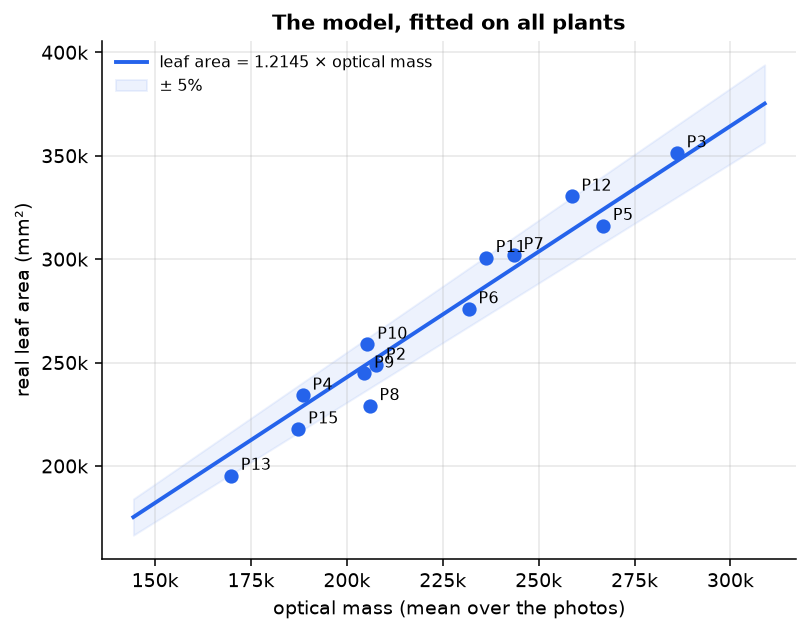 The model, fitted on all plants
400k
leaf area = 1.2145 × optical mass
± 5%
350k
300k
250k
200k
real leaf area (mm²)
P3
P12
P5
P11
P7
P6
P10
P2
P9
P4
P8
P15
P13
150k
175k
200k
225k
250k
275k
300k
optical mass (mean over the photos)